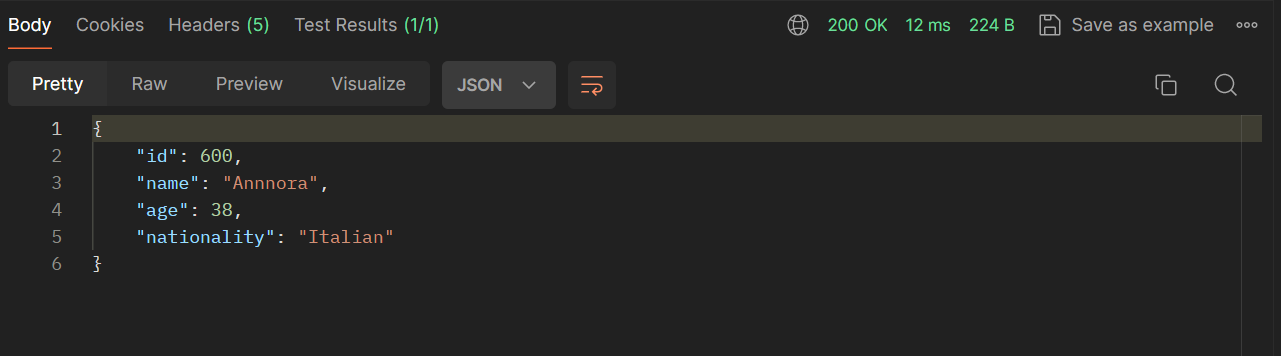 Body Cookies Headers (5) Test Results (1/1) 200 OK 12 ms 224 B Save as example
Pretty Raw Preview Visualize JSON
1 {
2 "id": 600,
3 "name": "Annnora",
4 "age": 38,
5 "nationality": "Italian"
6 }